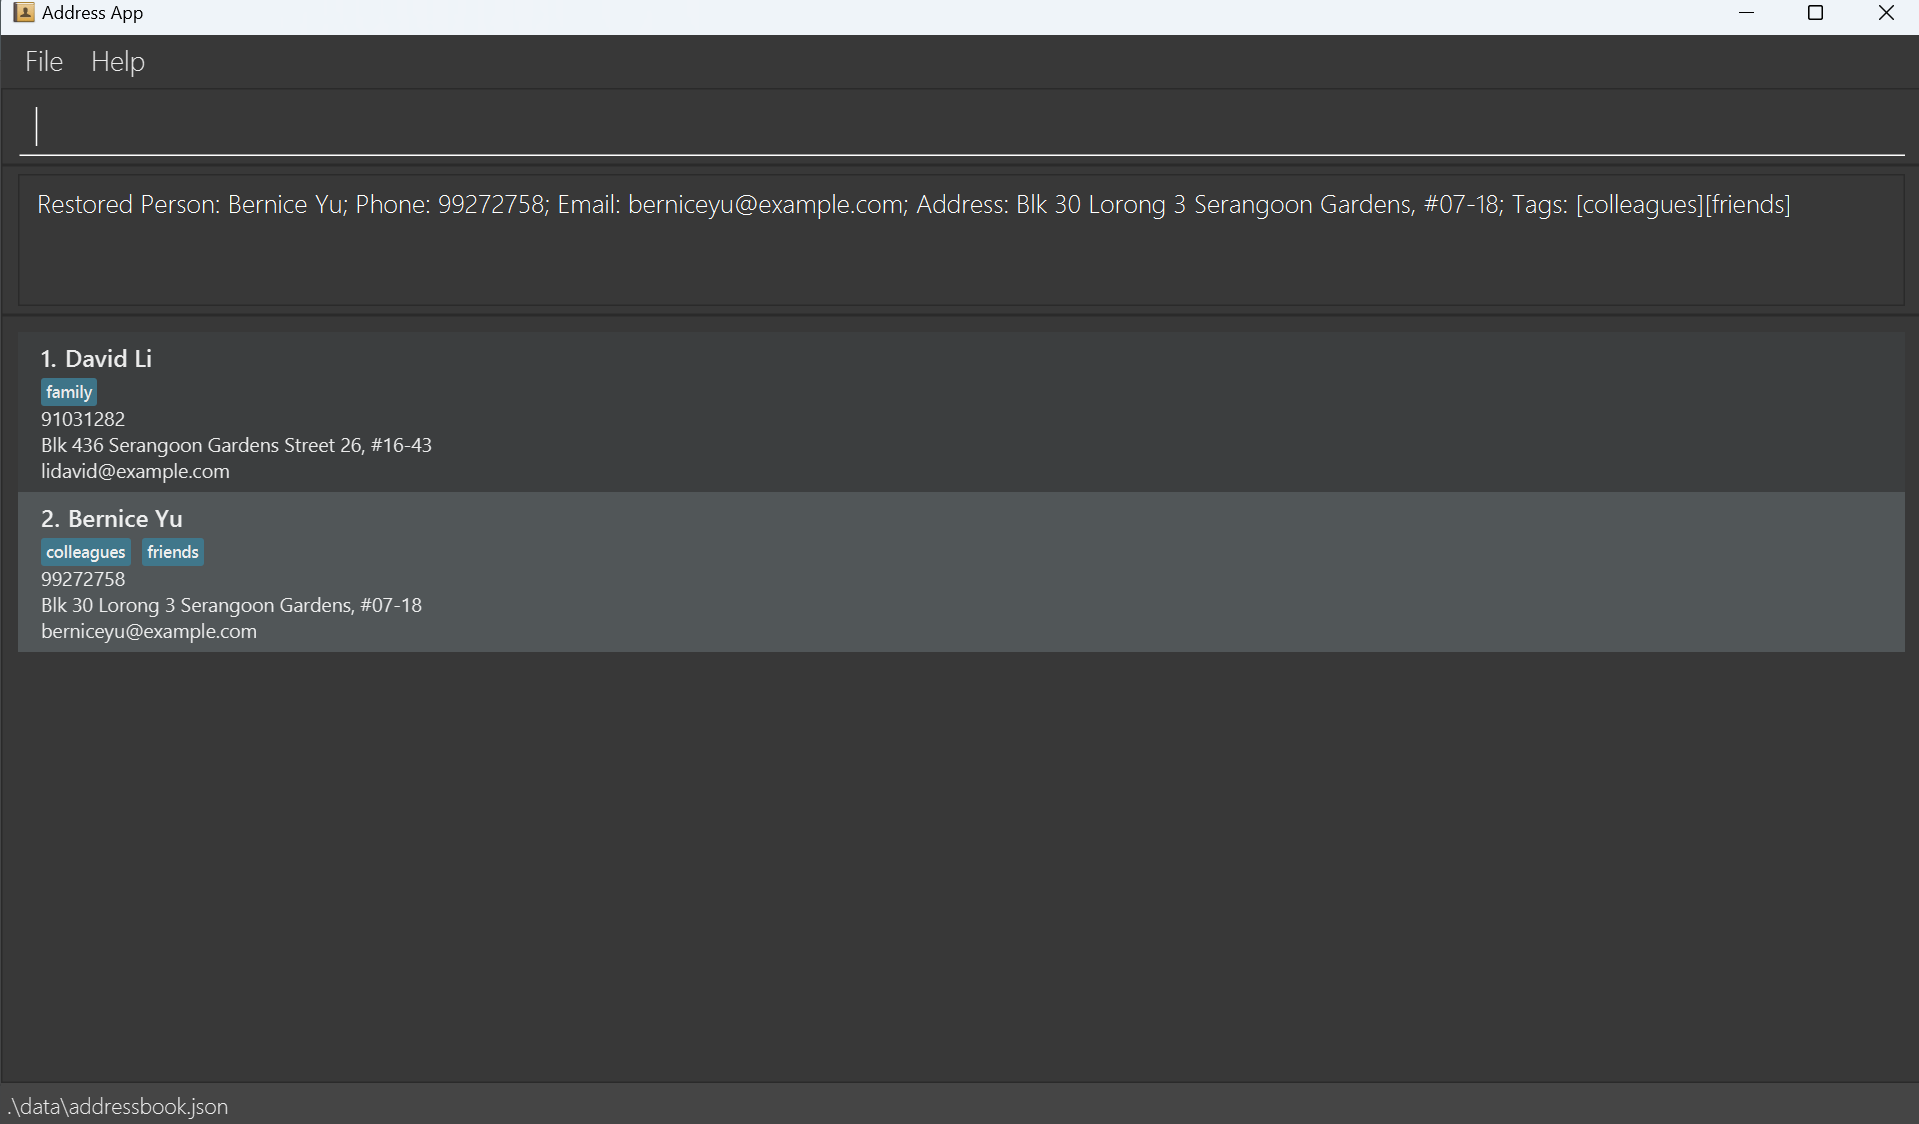 Address App
File Help
Restored Person: Bernice Yu; Phone: 99272758; Email: berniceyu@example.com; Address: Blk 30 Lorong 3 Serangoon Gardens, #07-18; Tags: [colleagues][friends]
1. David Li
family
91031282
Blk 436 Serangoon Gardens Street 26, #16-43
lidavid@example.com
2. Bernice Yu
colleagues friends
99272758
Blk 30 Lorong 3 Serangoon Gardens, #07-18
berniceyu@example.com
.\data\addressbook.json